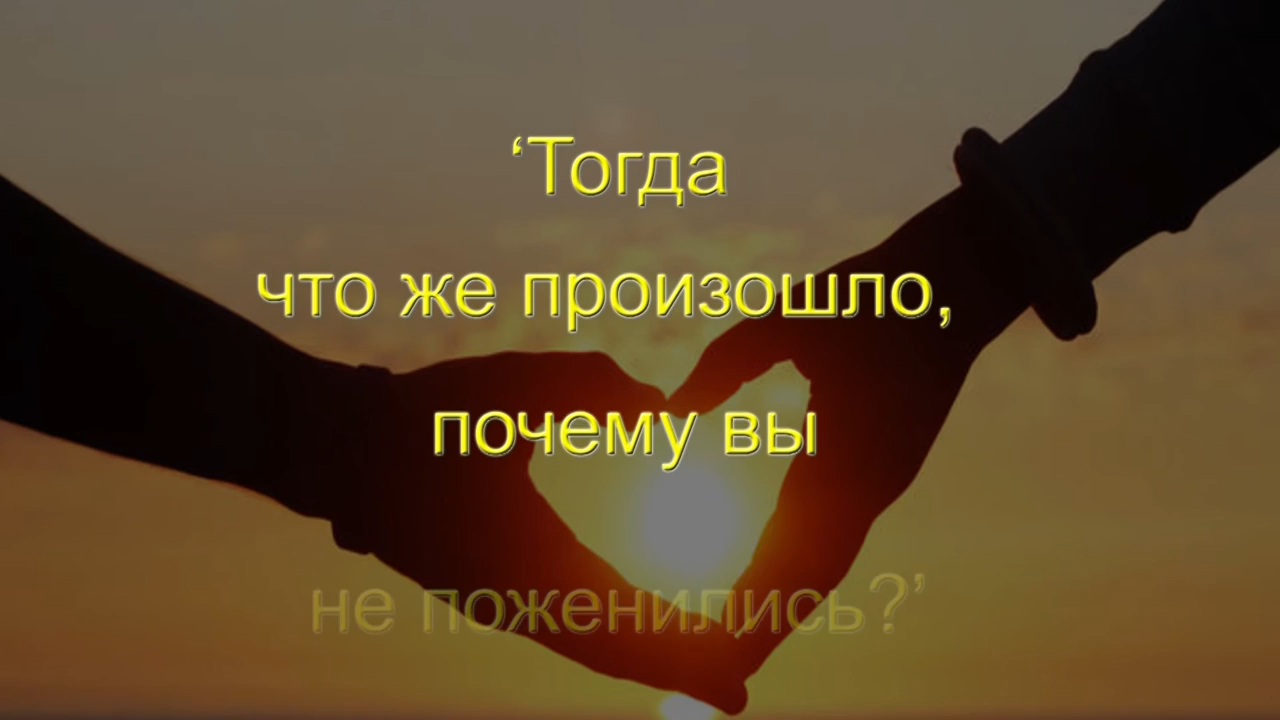 ‘Тогда
что же произошло,
почему вы
не поженились?’